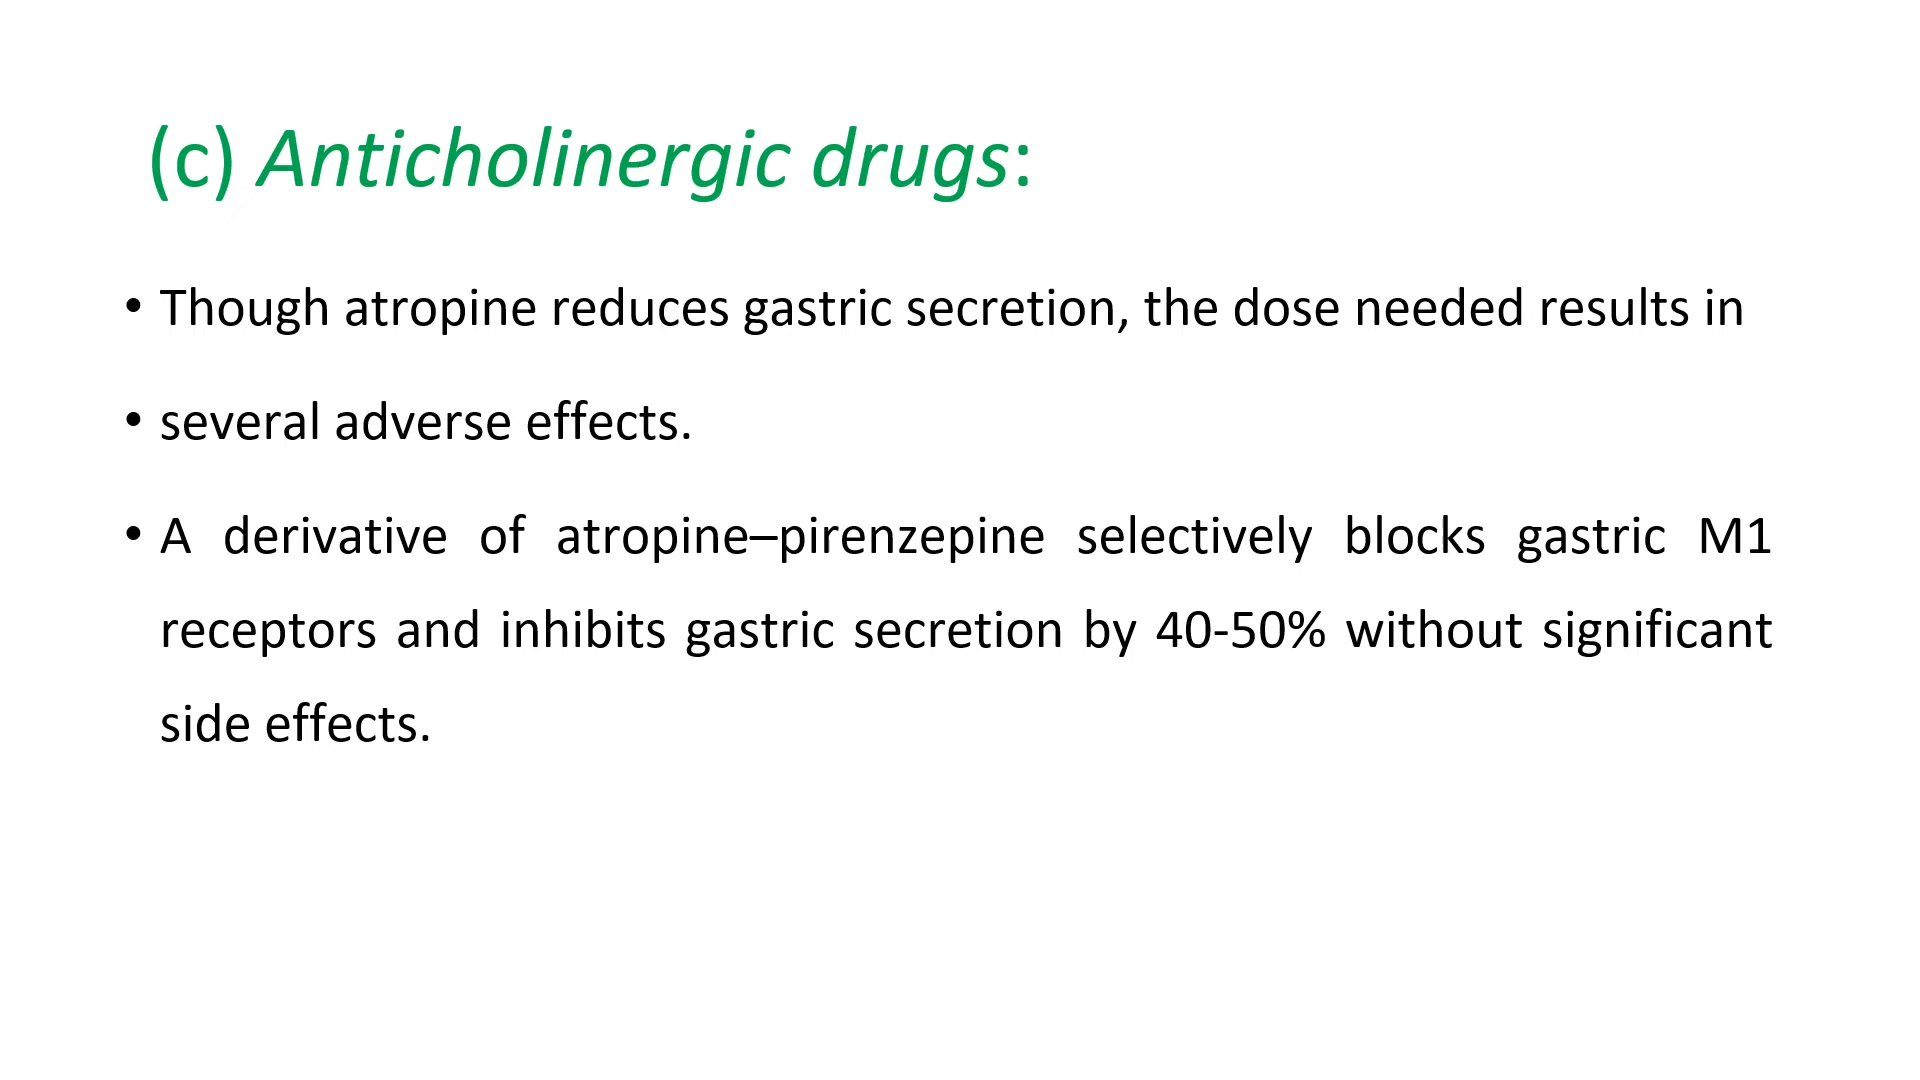 (c) Anticholinergic drugs:
• Though atropine reduces gastric secretion, the dose needed results in
• several adverse effects.
• A derivative of atropine–pirenzepine selectively blocks gastric M1
receptors and inhibits gastric secretion by 40-50% without significant
side effects.